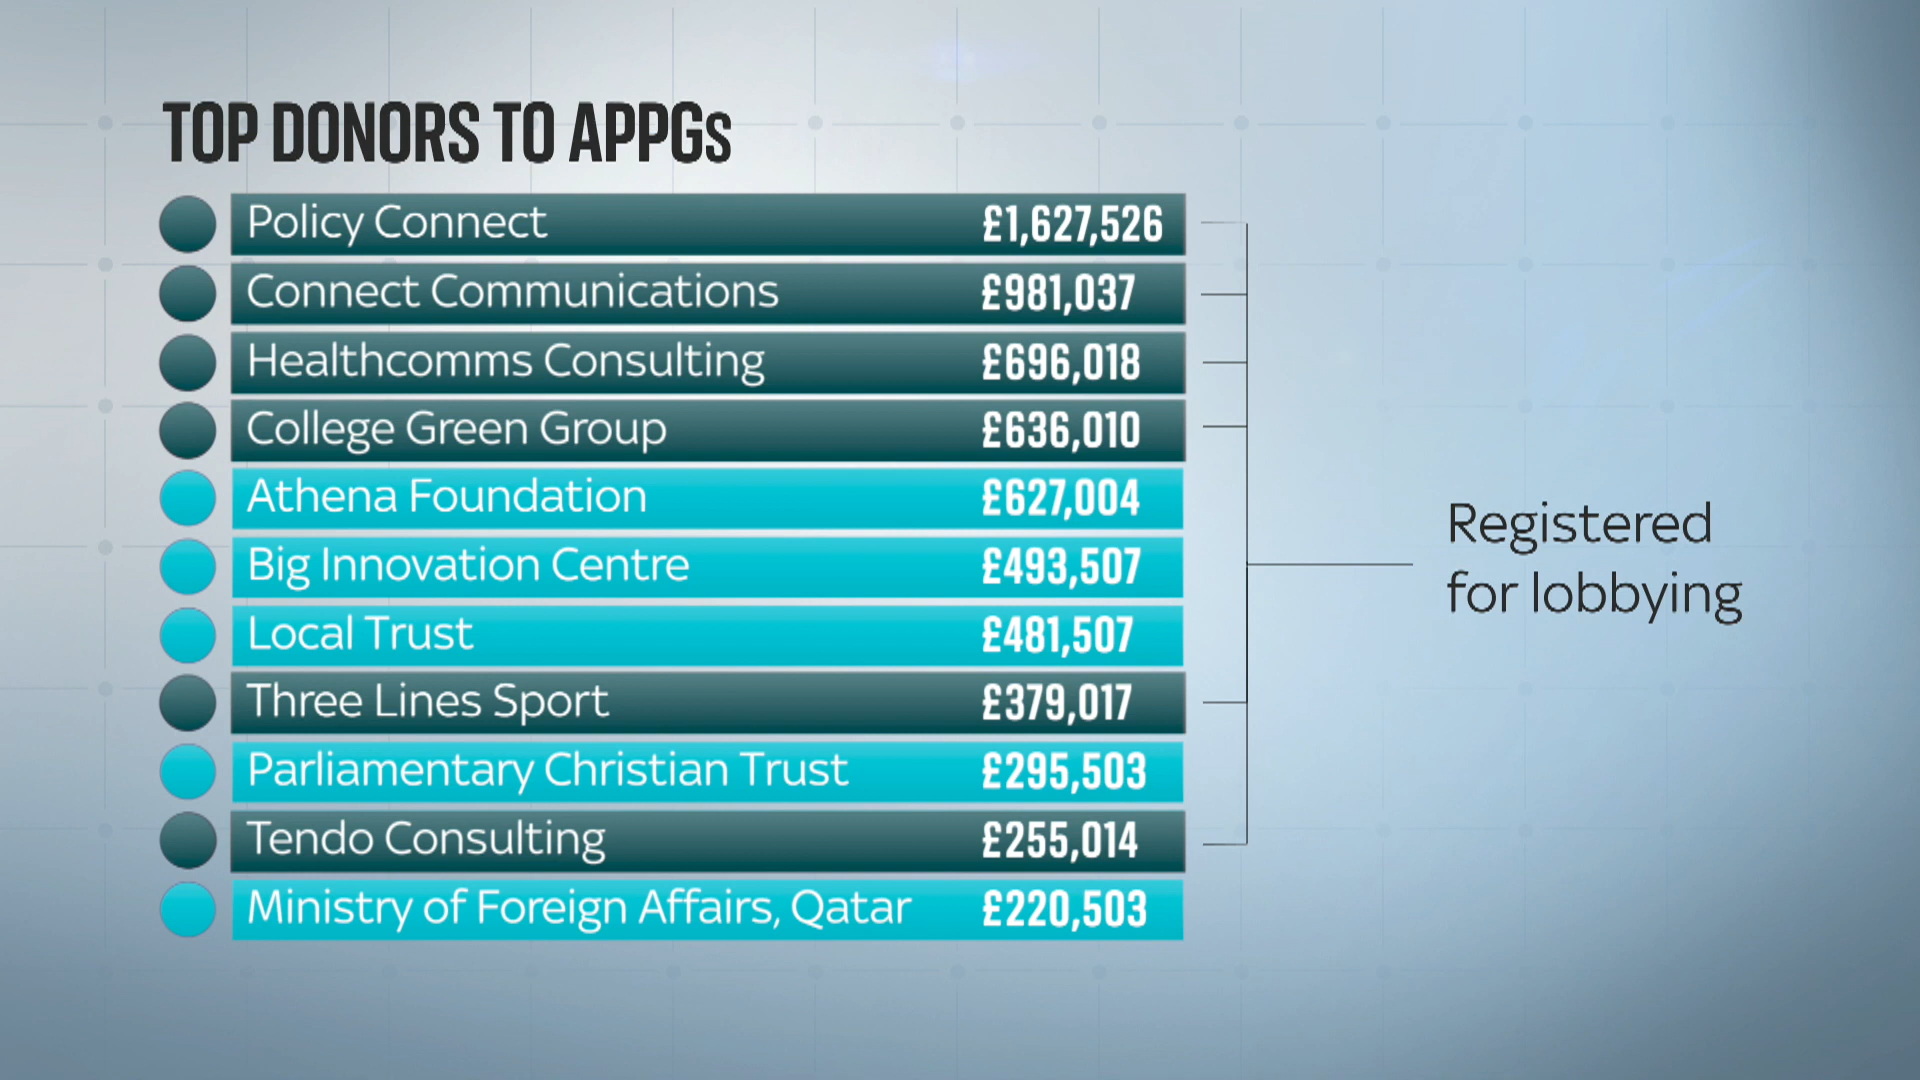 TOP DONORS TO APPGs
Policy Connect £1,627,526
Connect Communications £981,037
Healthcomms Consulting £696,018
College Green Group £636,010
Athena Foundation £627,004
Big Innovation Centre £493,507
Local Trust £481,507
Three Lines Sport £379,017
Parliamentary Christian Trust £295,503
Tendo Consulting £255,014
Ministry of Foreign Affairs, Qatar £220,503
Registered
for lobbying